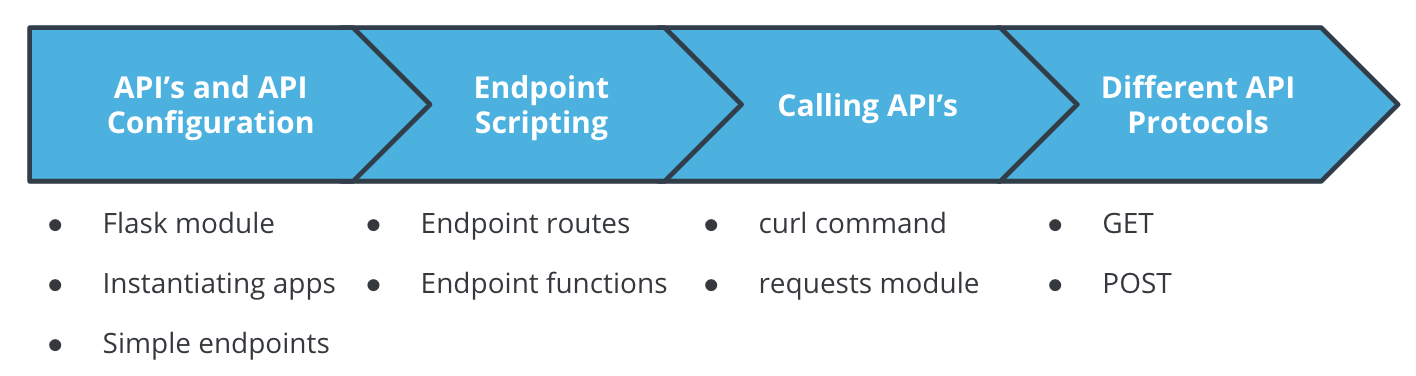 API’s and API
Configuration
Endpoint
Scripting
Calling API’s
Different API
Protocols
● Flask module
● Instantiating apps
● Simple endpoints
● Endpoint routes
● Endpoint functions
● curl command
● requests module
● GET
● POST